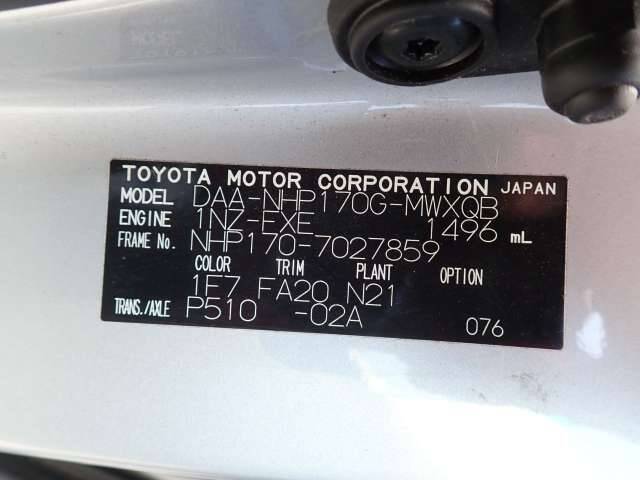 TOYOTA MOTOR CORPORATION JAPAN
MODEL DAA-NHP170G-MWXQB
ENGINE 1NZ-FXE 1496 mL
FRAME No. NHP170-7027859
COLOR TRIM PLANT OPTION
1F7 FA20 N21
TRANS./AXLE P510 -02A 076